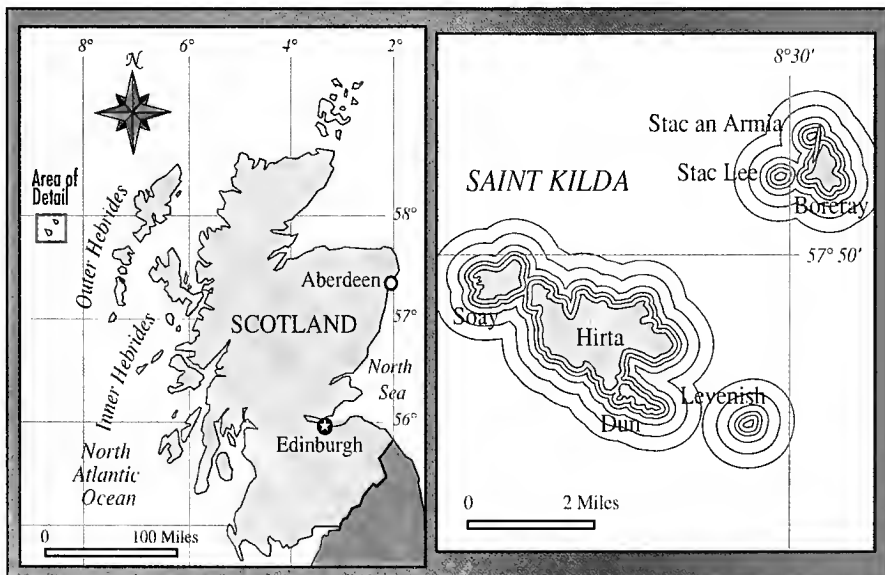 8° 6° 4° 2°
N
Area of
Detail
Outer Hebrides
58°
Aberdeen
57°
SCOTLAND
Inner Hebrides
North
Sea
56°
Edinburgh
North
Atlantic
Ocean
0 100 Miles
8°30'
Stac an Armia
SAINT KILDA
Stac Lee
Boreray
57° 50'
Soay
Hirta
Levenish
Dun
0 2 Miles